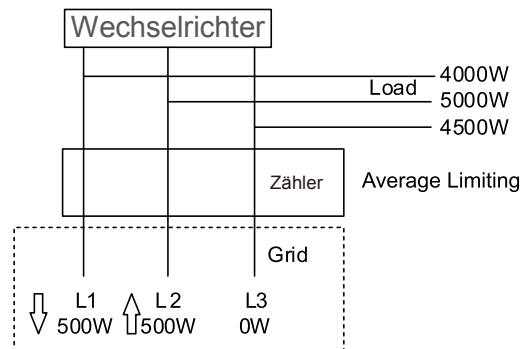 Wechselrichter
4000W
Load
5000W
4500W
Zähler
Average Limiting
Grid
L1
L2
L3
500W
500W
0W